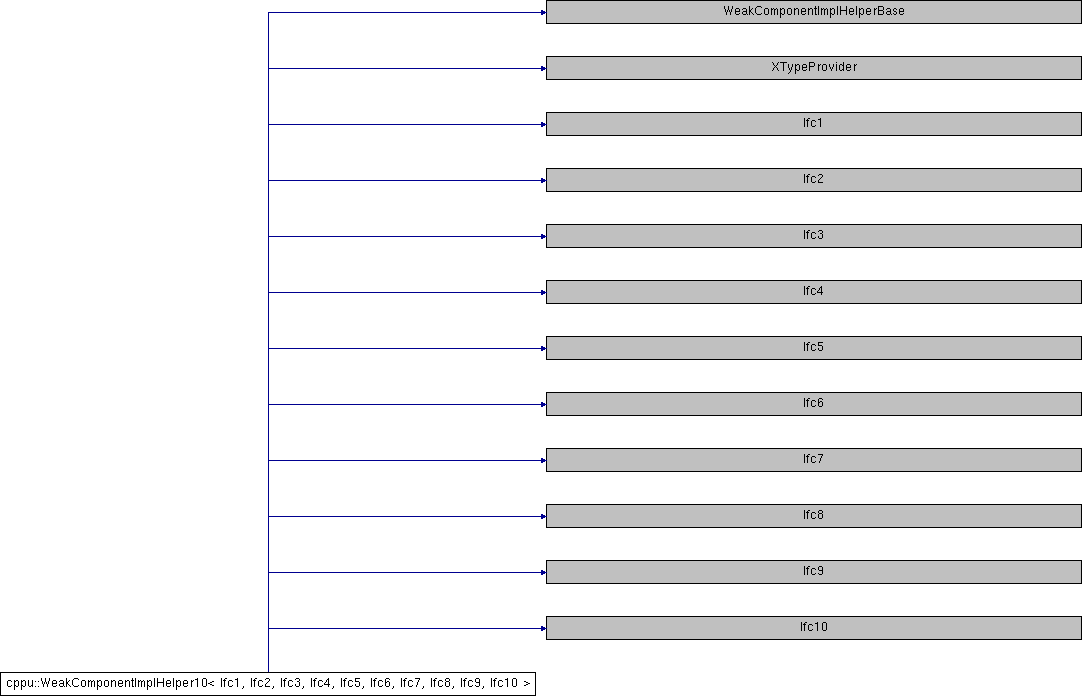 WeakComponentImplHelperBase
XTypeProvider
Ifc1
Ifc2
Ifc3
Ifc4
Ifc5
Ifc6
Ifc7
Ifc8
Ifc9
Ifc10
cppu::WeakComponentImplHelper10< Ifc1, Ifc2, Ifc3, Ifc4, Ifc5, Ifc6, Ifc7, Ifc8, Ifc9, Ifc10 >